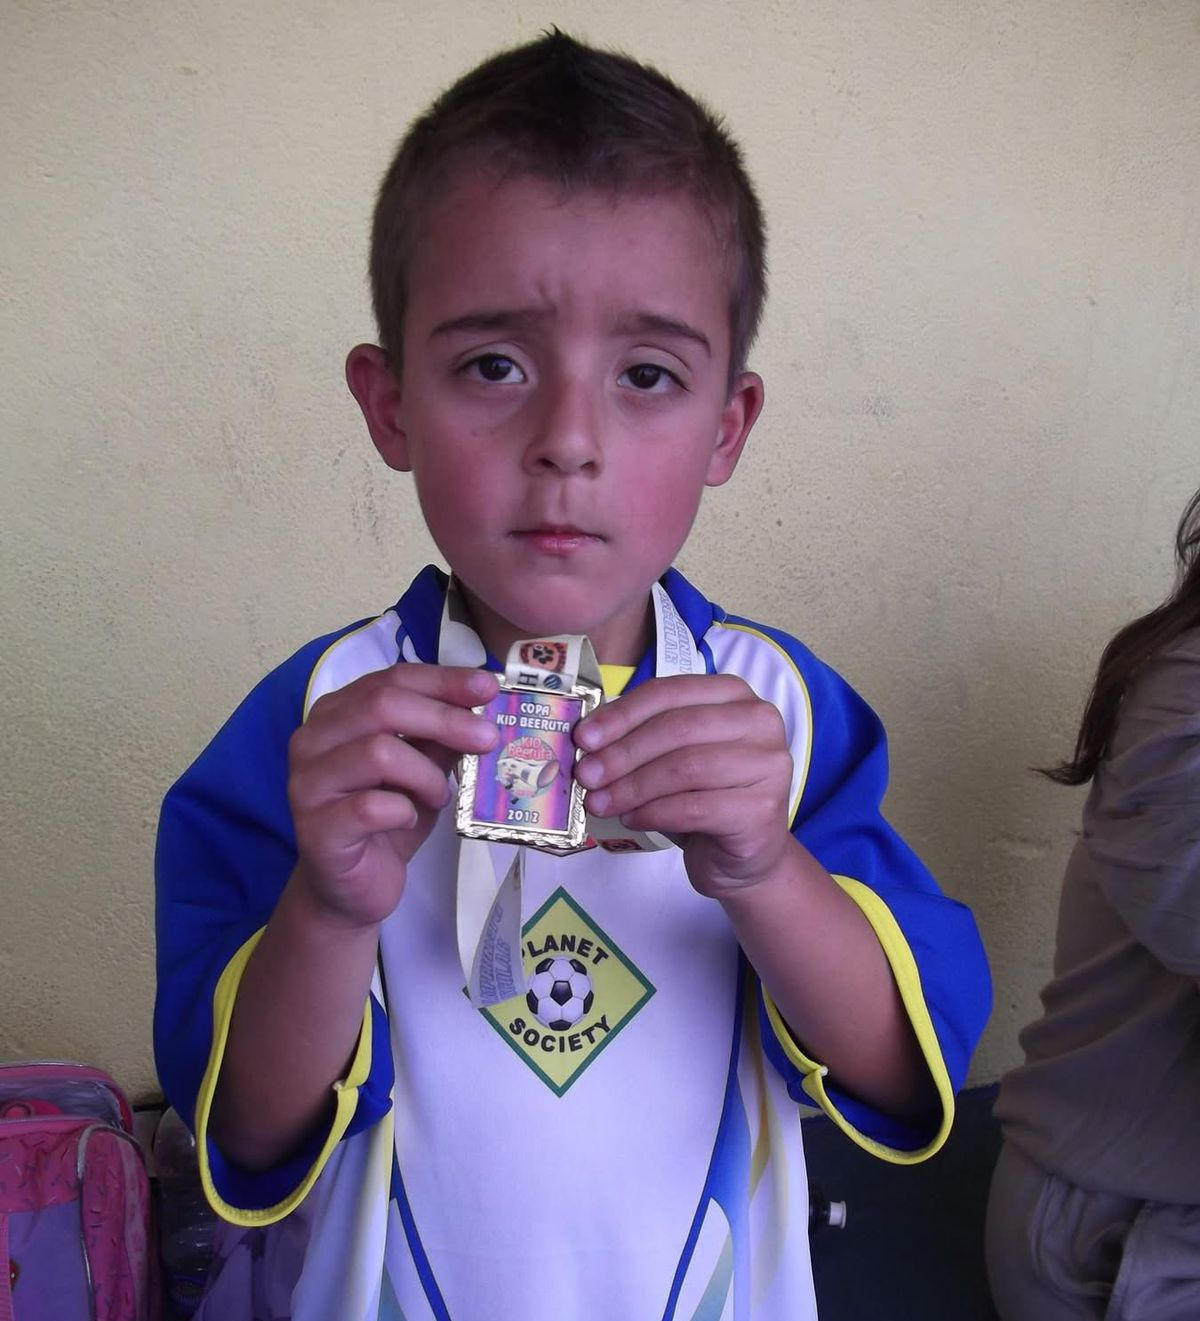 COPA
KID BEERUTA
KID
Beeruta
2012
PLANET
SOCIETY